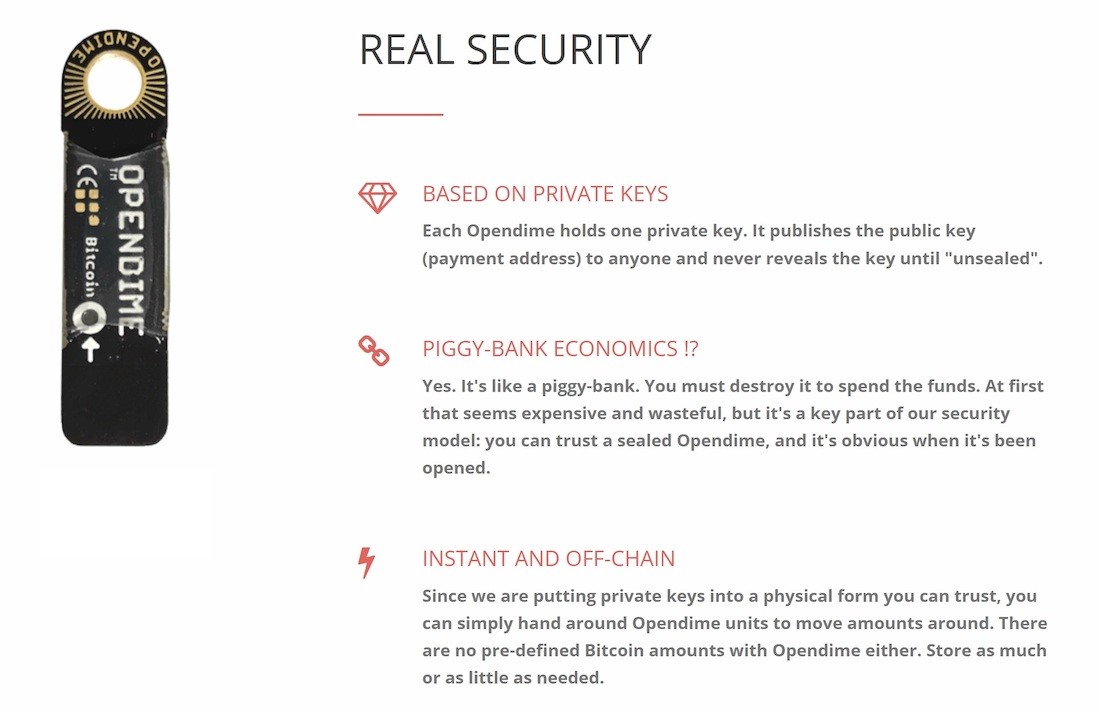 OPENDIME
OPENDIME
TM
CE
Bitcoin
REAL SECURITY
BASED ON PRIVATE KEYS
Each Opendime holds one private key. It publishes the public key
(payment address) to anyone and never reveals the key until "unsealed".
PIGGY-BANK ECONOMICS !?
Yes. It's like a piggy-bank. You must destroy it to spend the funds. At first
that seems expensive and wasteful, but it's a key part of our security
model: you can trust a sealed Opendime, and it's obvious when it's been
opened.
INSTANT AND OFF-CHAIN
Since we are putting private keys into a physical form you can trust, you
can simply hand around Opendime units to move amounts around. There
are no pre-defined Bitcoin amounts with Opendime either. Store as much
or as little as needed.